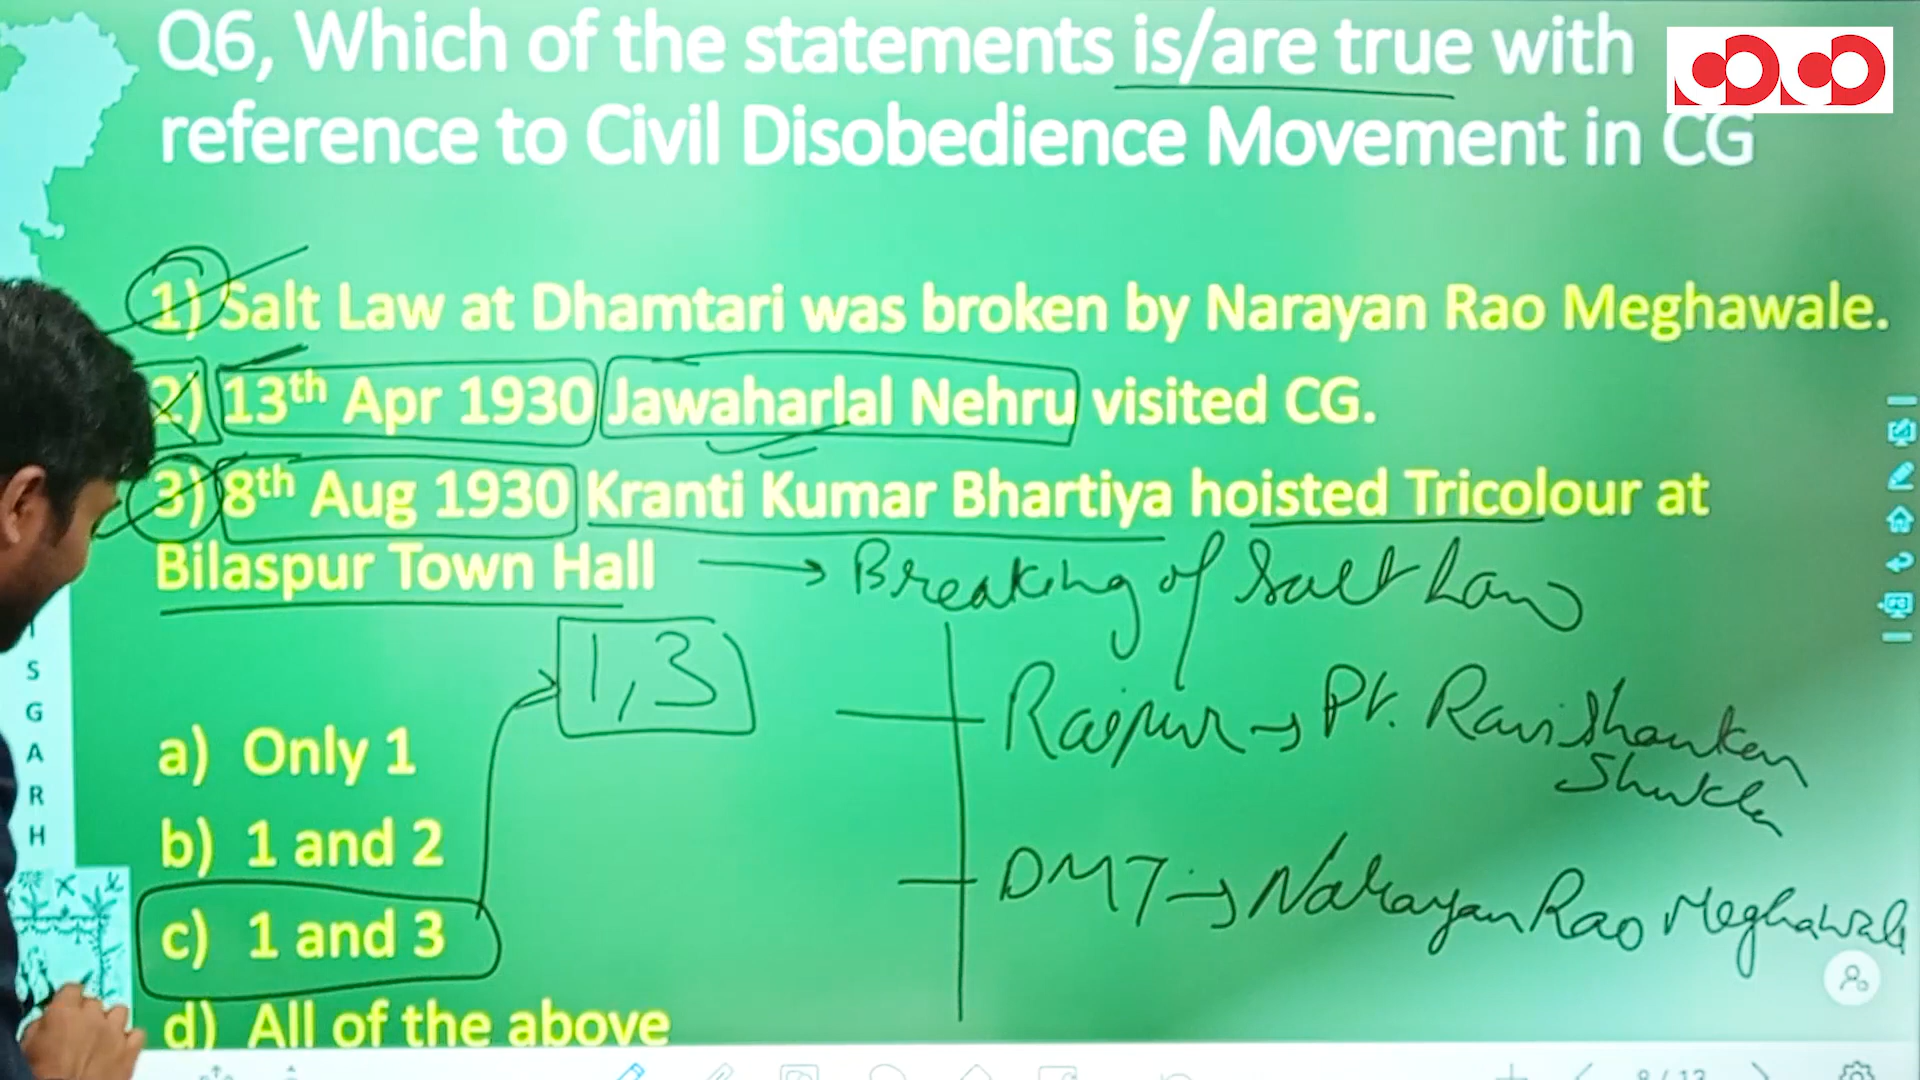 Q6, Which of the statements is/are true with
reference to Civil Disobedience Movement in CG
1) Salt Law at Dhamtari was broken by Narayan Rao Meghawale.
2) 13th Apr 1930 Jawaharlal Nehru visited CG.
3) 8th Aug 1930 Kranti Kumar Bhartiya hoisted Tricolour at
Bilaspur Town Hall
→ Breaking of Salt Law
1,3
Raipur → Pt. Ravi Shankar
Shukla
DMT → Narayan Rao Meghawale
a) Only 1
b) 1 and 2
c) 1 and 3
d) All of the above
S
G
A
R
H